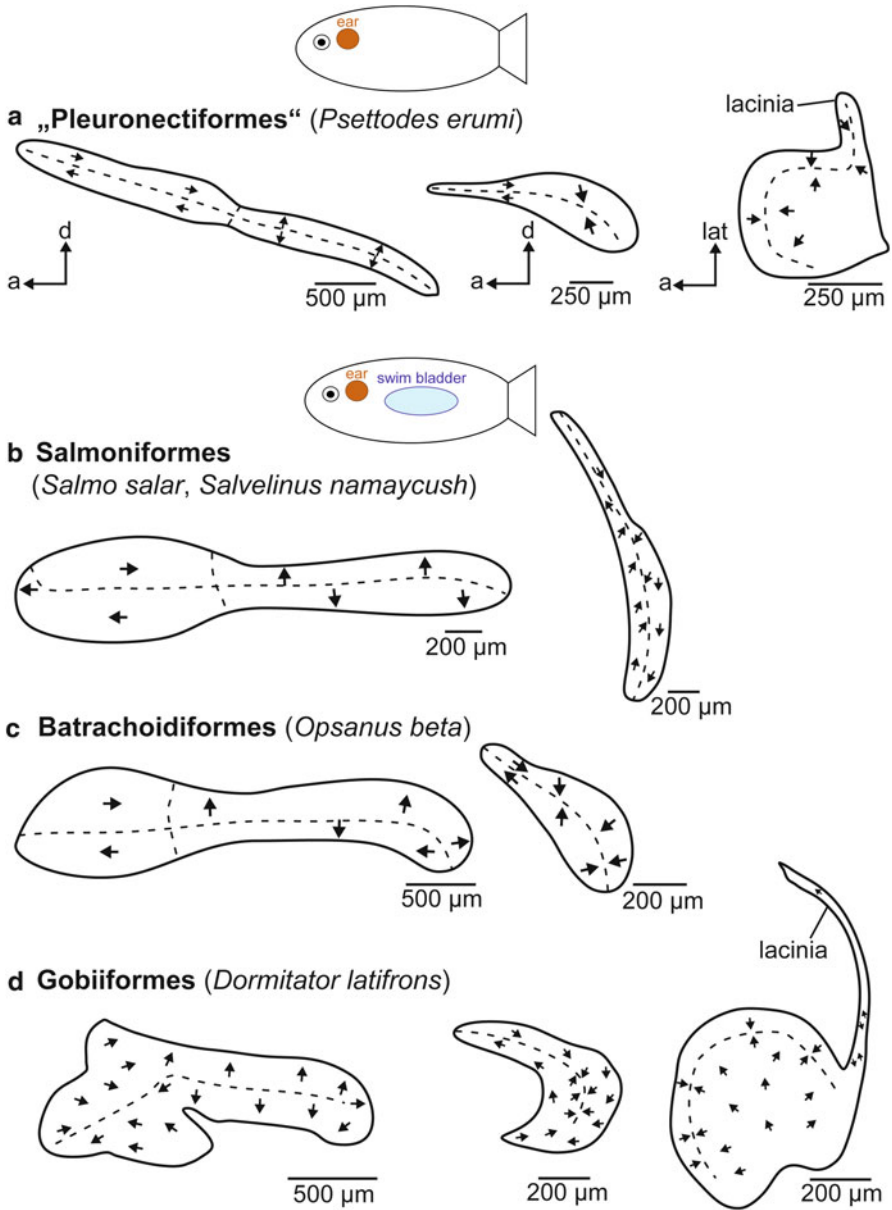 ear
a „Pleuronectiformes“ (Psettodes erumi)
lacinia
d
a
500 µm
d
a
250 µm
lat
a
250 µm
ear
swim bladder
b Salmoniformes
(Salmo salar, Salvelinus namaycush)
200 µm
200 µm
c Batrachoidiformes (Opsanus beta)
500 µm
200 µm
lacinia
d Gobiiformes (Dormitator latifrons)
500 µm
200 µm
200 µm